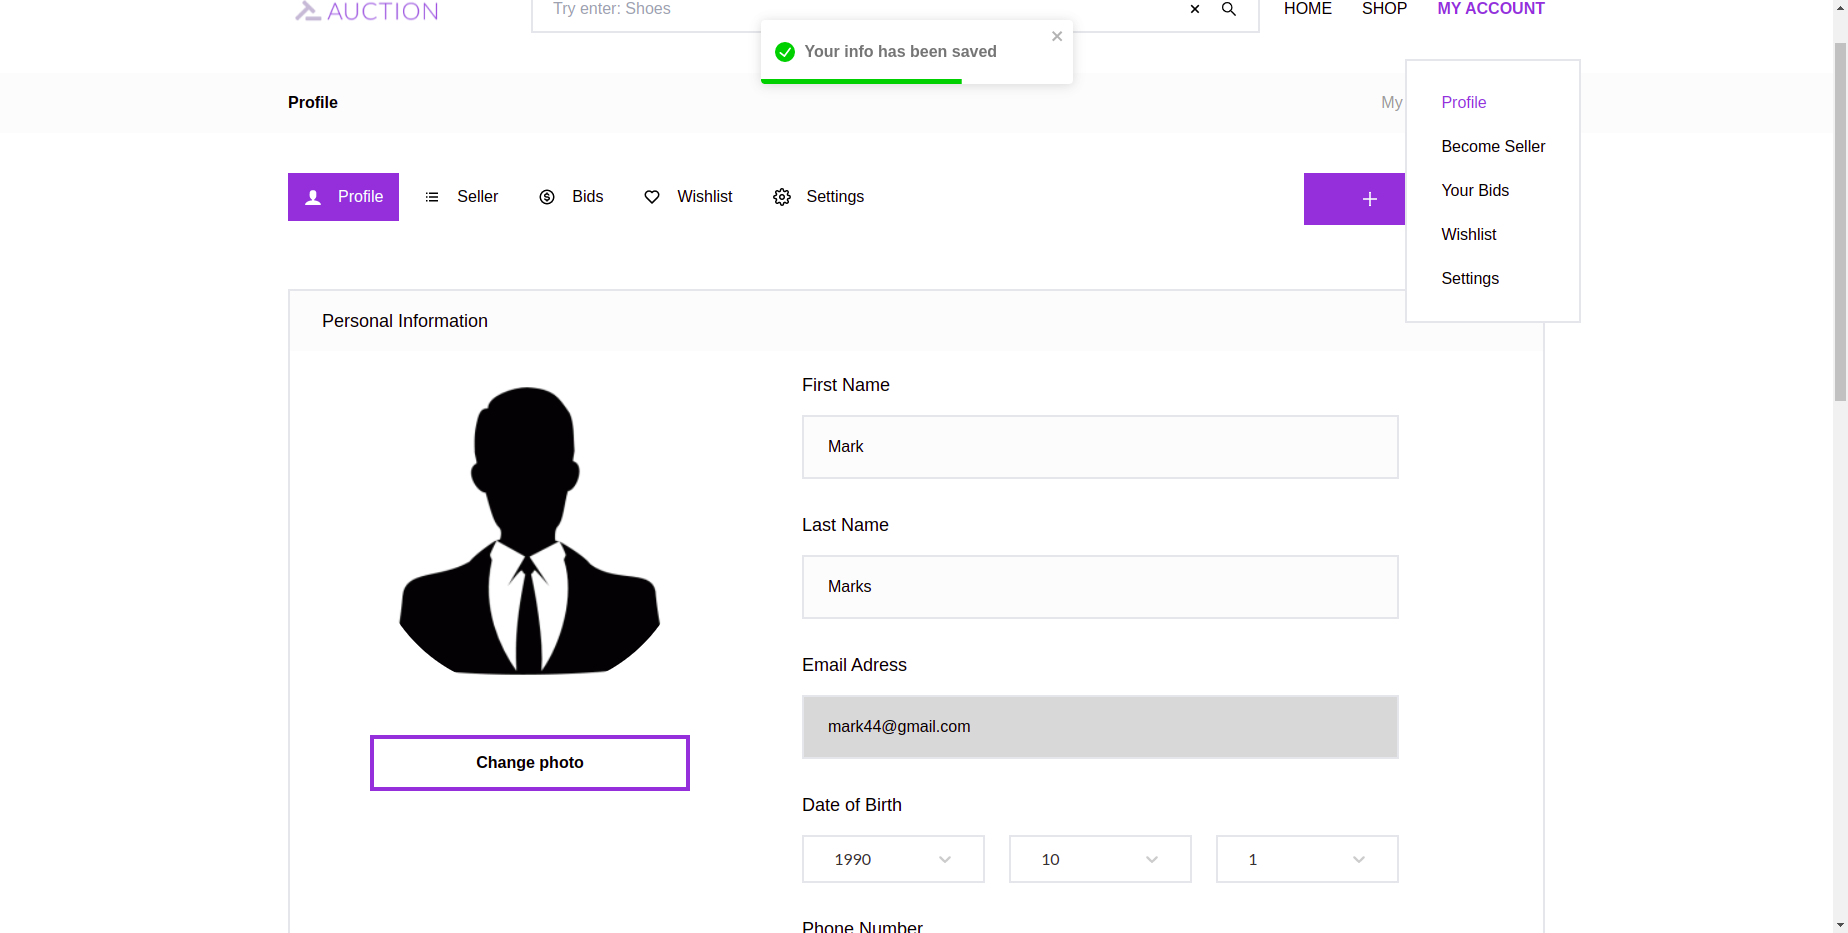 AUCTION
Try enter: Shoes
HOME SHOP MY ACCOUNT
Your info has been saved
Profile
My
Profile
Become Seller
Your Bids
Wishlist
Settings
Profile Seller Bids Wishlist Settings
+
Personal Information
First Name
Mark
Last Name
Marks
Email Adress
mark44@gmail.com
Change photo
Date of Birth
1990 10 1
Phone Number